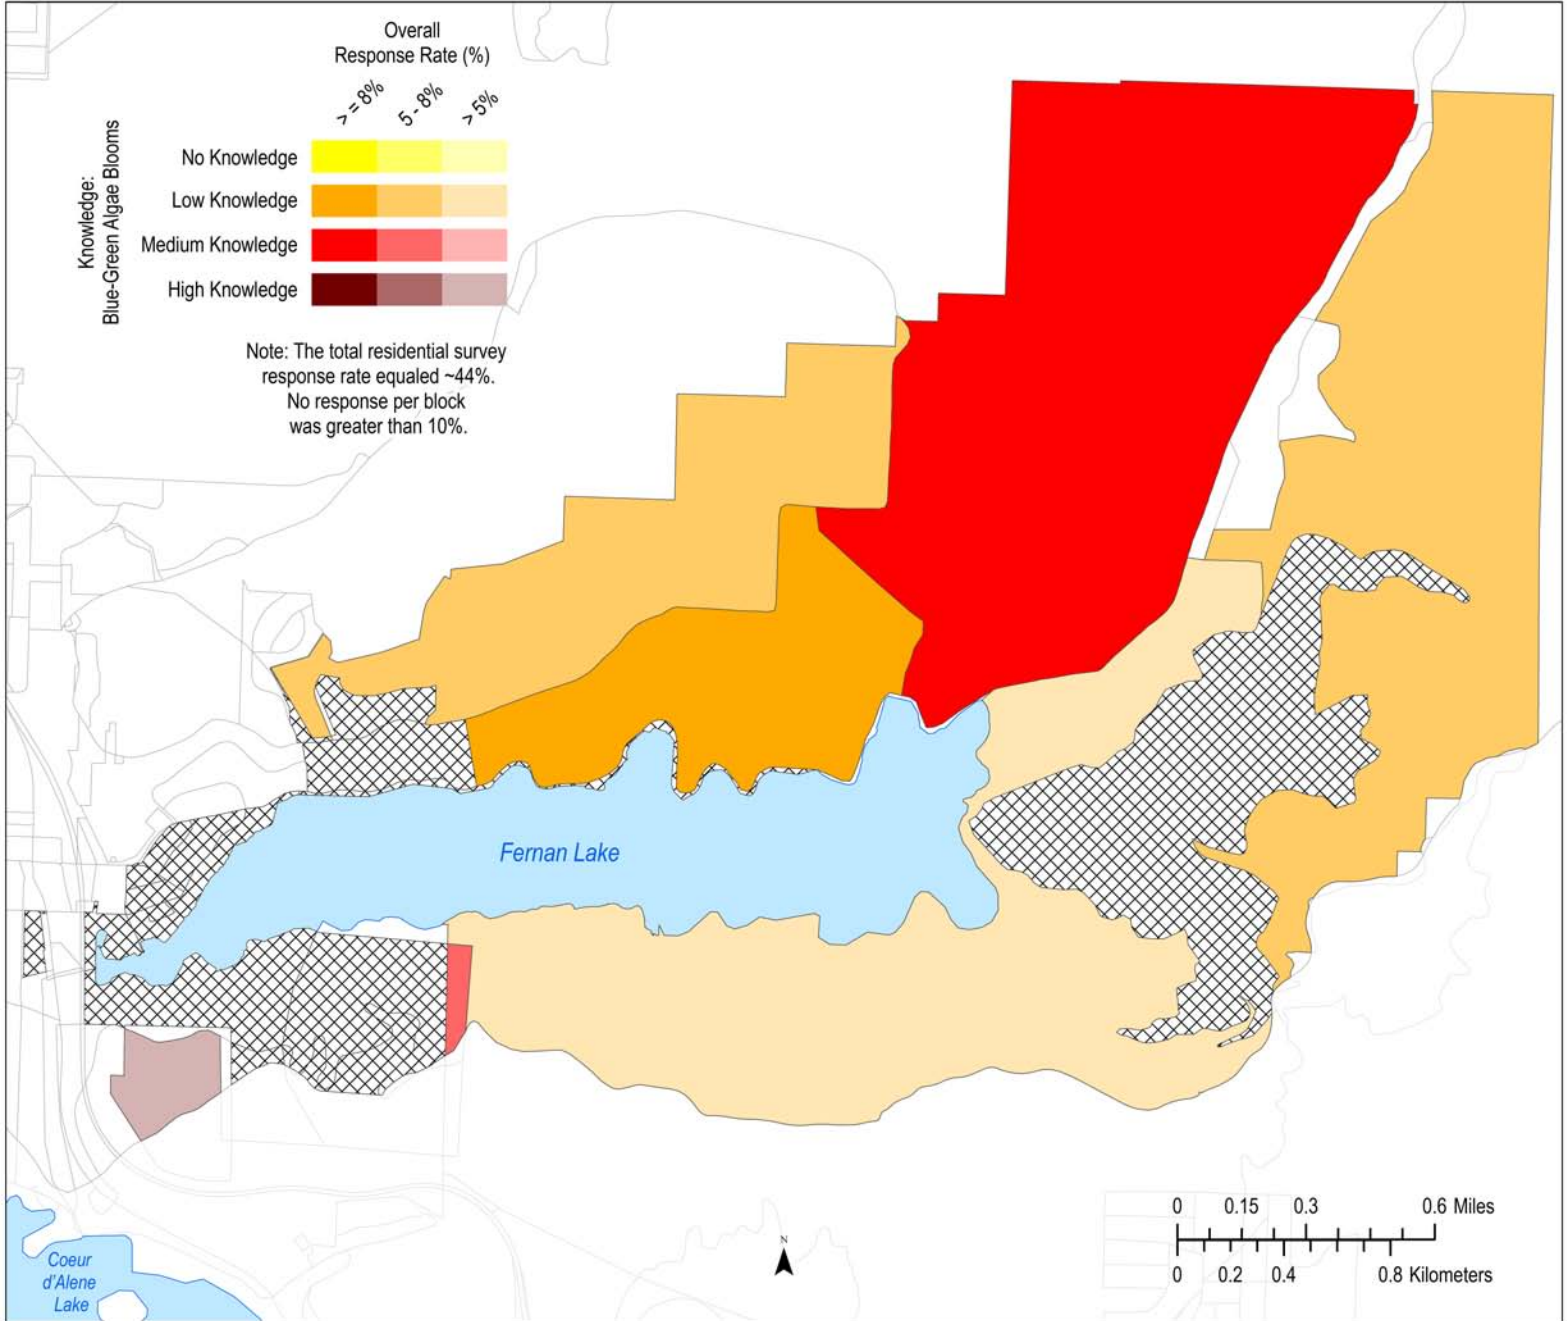 Overall
Response Rate (%)
> = 8%
5 - 8%
> 5%
Knowledge:
Blue-Green Algae Blooms
No Knowledge
Low Knowledge
Medium Knowledge
High Knowledge
Note: The total residential survey
response rate equaled ~44%.
No response per block
was greater than 10%.
Fernan Lake
Coeur
d'Alene
Lake
N
0 0.15 0.3 0.6 Miles
0 0.2 0.4 0.8 Kilometers